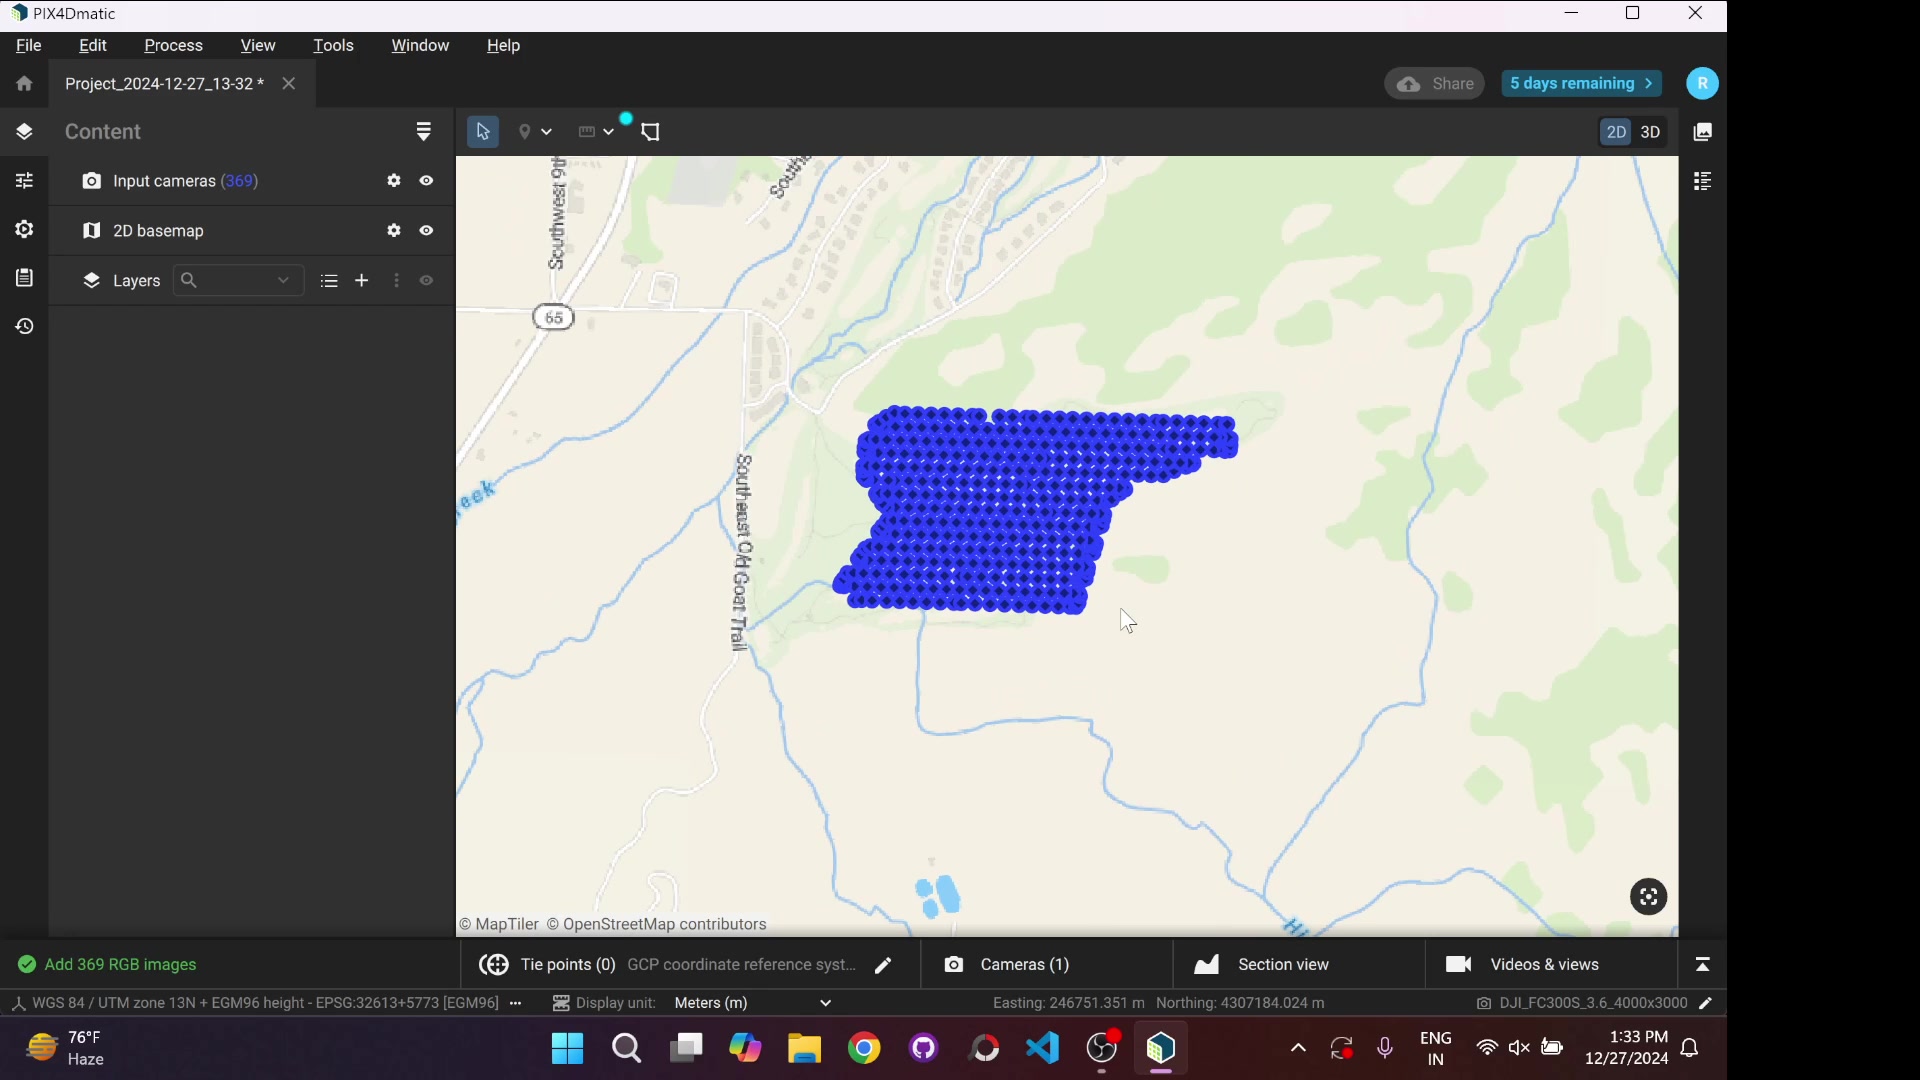 PIX4Dmatic
File Edit Process View Tools Window Help
Project_2024-12-27_13-32 *
Share
5 days remaining
R
Content
2D 3D
Input cameras (369)
2D basemap
Layers
Southwest 9th
Southe
65
eek
Southeast Old Goat Trail
Hi
© MapTiler © OpenStreetMap contributors
Add 369 RGB images
Tie points (0) GCP coordinate reference syst...
Cameras (1)
Section view
Videos & views
WGS 84 / UTM zone 13N + EGM96 height - EPSG:32613+5773 [EGM96]
Display unit: Meters (m)
Easting: 246751.351 m Northing: 4307184.024 m
DJI_FC300S_3.6_4000x3000
76°F
Haze
ENG
IN
1:33 PM
12/27/2024